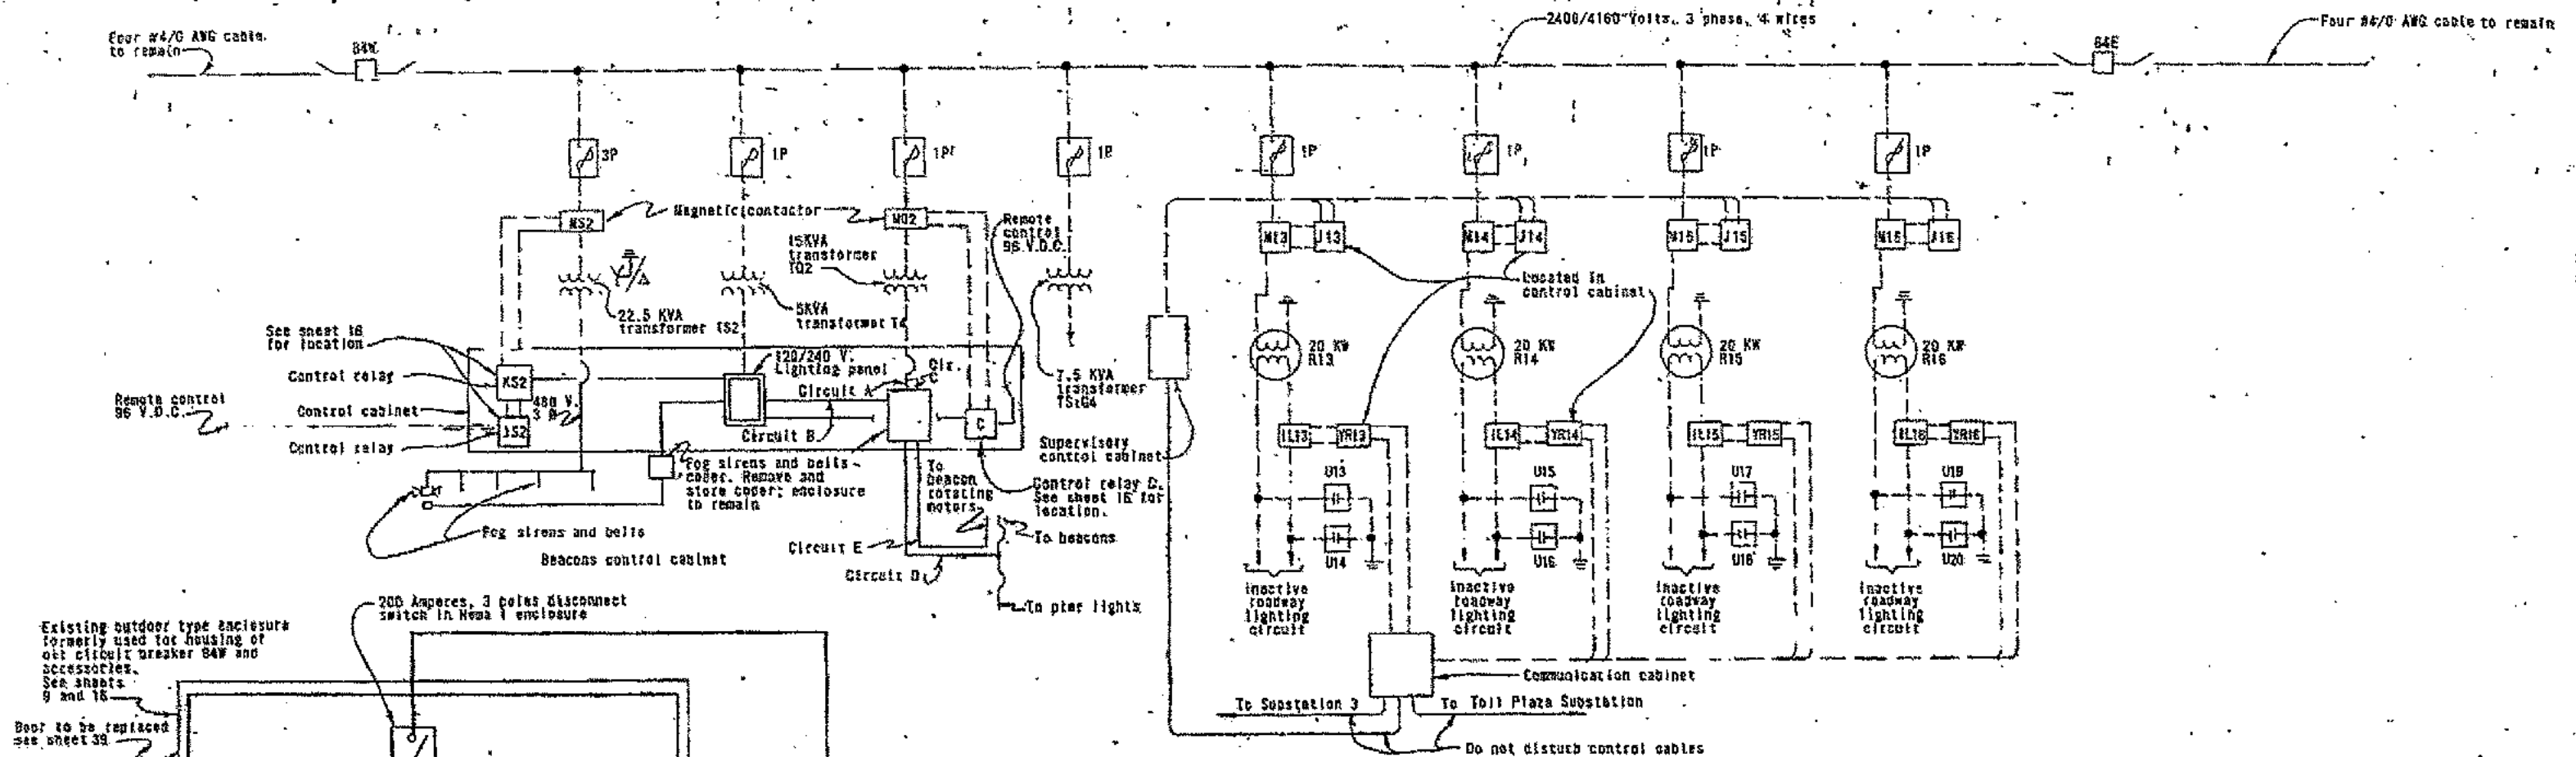 Four #4/0 AWG cable
to remain
84W
2400/4160 Volts, 3 phase, 4 wires
84E
Four #4/0 AWG cable to remain
3P
1P
1P
1P
1P
1P
1P
1P
MS2
Magnetic contactor
MQ2
Remote
control
96 V.D.C.
15KVA
transformer
TQ2
22.5 KVA
transformer TS2
5KVA
transformer T4
7.5 KVA
transformer
M13
J13
M14
J14
M15
J15
J16
Located in
control cabinet
20 KW
R13
20 KW
R14
20 KW
R15
20 KW
R16
See sheet 16
for location
Control relay
Control cabinet
Remote control
96 V.D.C.
Control relay
KS2
JS2
480 V.
3 Ø
120/240 V.
Lighting panel
Circuit A
Cir.
C
Circuit B
C
Supervisory
control cabinet
IL13
YR13
IL14
YR14
IL15
YR15
IL16
YR16
Fog sirens and bells
coder. Remove and
store coder; enclosure
to remain
To
beacon
rotating
motors
Control relay C.
See sheet 16 for
location.
Fog sirens and bells
Beacons control cabinet
Circuit E
Circuit D
To beacons
To pier lights
U13
U14
U15
U16
U17
U18
U19
U20
Inactive
roadway
lighting
circuit
Inactive
roadway
lighting
circuit
Inactive
roadway
lighting
circuit
Inactive
roadway
lighting
circuit
Communication cabinet
To Substation 3
To Toll Plaza Substation
Do not disturb control cables
200 Amperes, 3 poles disconnect
switch in Nema 1 enclosure
Existing outdoor type enclosure
formerly used for housing of
oil circuit breaker 84W and
accessories.
See sheets
9 and 16
Door to be replaced
see sheet 39